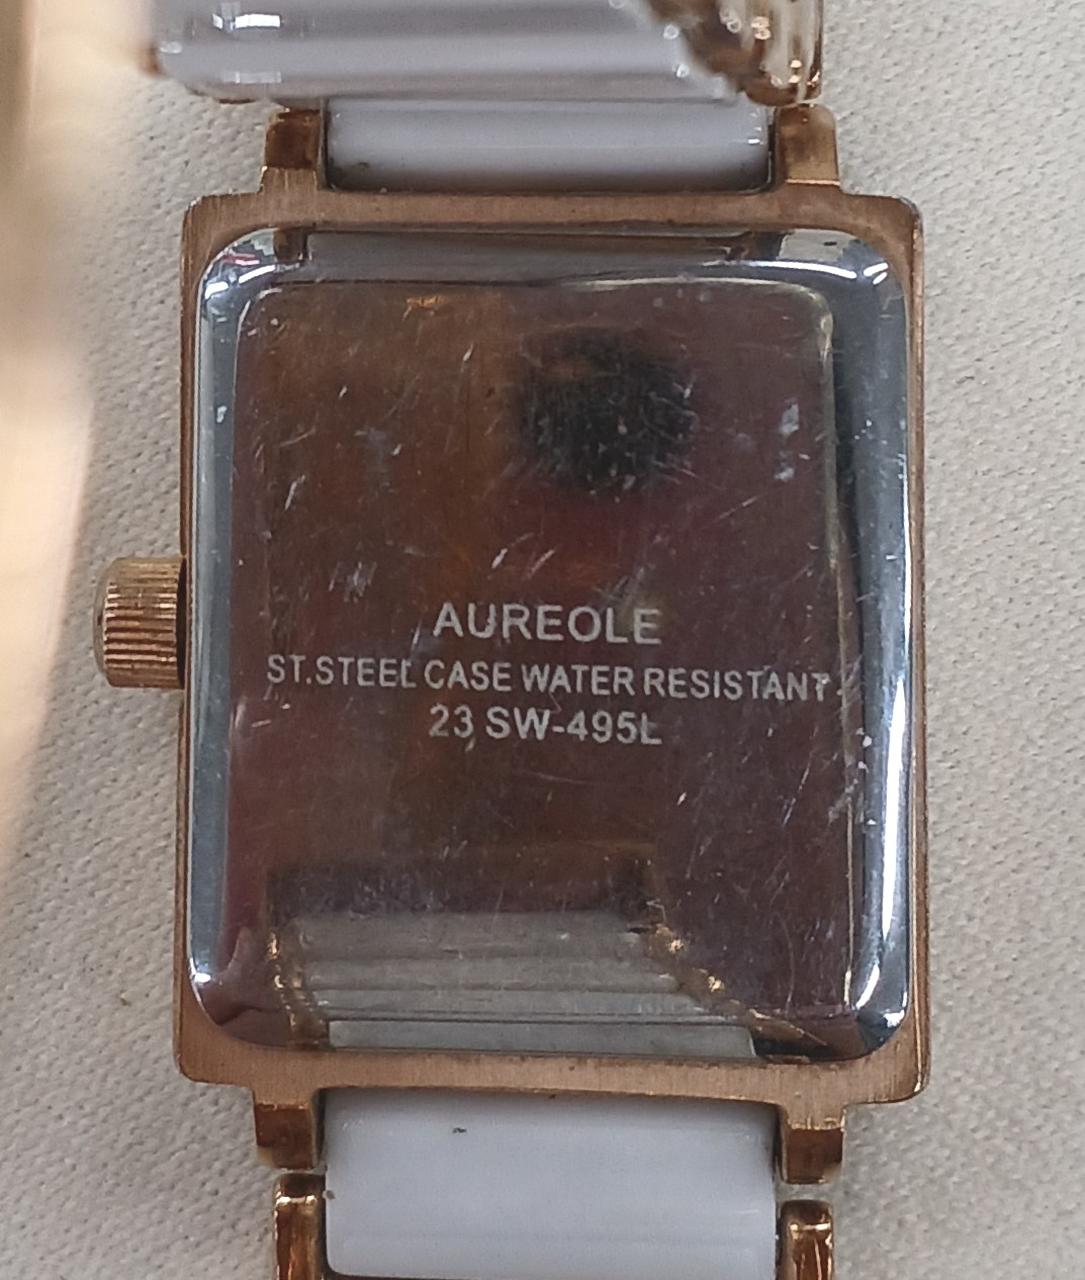 AUREOLE
ST.STEEL CASE WATER RESISTANT
23 SW-495L